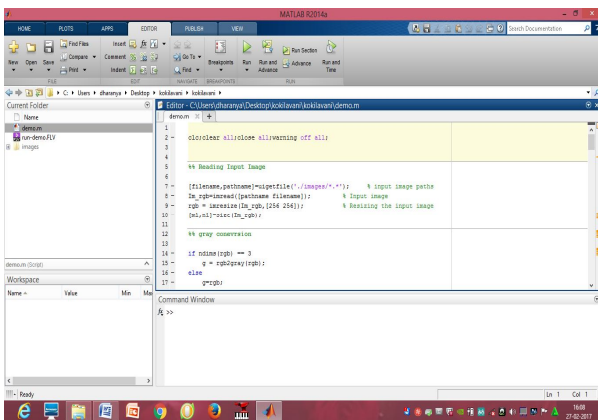 MATLAB R2014a
HOME PLOTS APPS EDITOR PUBLISH VIEW Search Documentation
New Open Save Find Files Compare Print Insert Comment Indent Go To Find Breakpoints Run Run and Advance Run Section Advance Run and Time
FILE EDIT NAVIGATE BREAKPOINTS RUN
C: Users dharanya Desktop kokilavani kokilavani
Current Folder
Name
demo.m
run-demo.FLV
images
demo.m (Script)
Workspace
Name Value Min Max
Editor - C:\Users\dharanya\Desktop\kokilavani\kokilavani\demo.m
demo.m
1
2 - clc;clear all;close all;warning off all;
3
4
5 %% Reading Input Image
6
7 - [filename,pathname]=uigetfile('./images/*.*'); % input image paths
8 - Im_rgb=imread([pathname filename]); % Input image
9 - rgb = imresize(Im_rgb,[256 256]); % Resizing the input image
10 -
11
12 %% gray
13
14 - if ndims(rgb) == 3
15 - g = rgb2gray(rgb);
16 - else
17 - g=rgb;
Command Window
fx >>
Ready
Ln 1 Col 1
16:08
27-02-2017